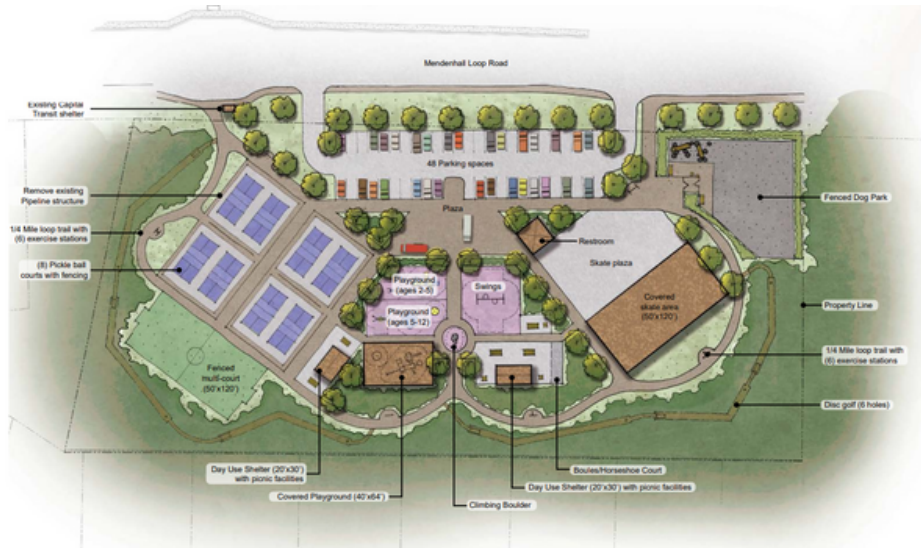 Mendenhall Loop Road
Existing Capital
Transit shelter
48 Parking spaces
Remove existing
Pipeline structure
Fenced Dog Park
Plaza
1/4 Mile loop trail with
(6) exercise stations
Restroom
Skate plaza
(8) Pickle ball
courts with fencing
Playground
(ages 2-5)
Swings
Covered
skate area
(50'x120')
Property Line
Playground
(ages 5-12)
1/4 Mile loop trail with
(6) exercise stations
Fenced
multi-court
(50'x120')
Disc golf (6 holes)
Day Use Shelter (20'x30')
with picnic facilities
Boules/Horseshoe Court
Day Use Shelter (20'x30') with picnic facilities
Covered Playground (40'x64')
Climbing Boulder